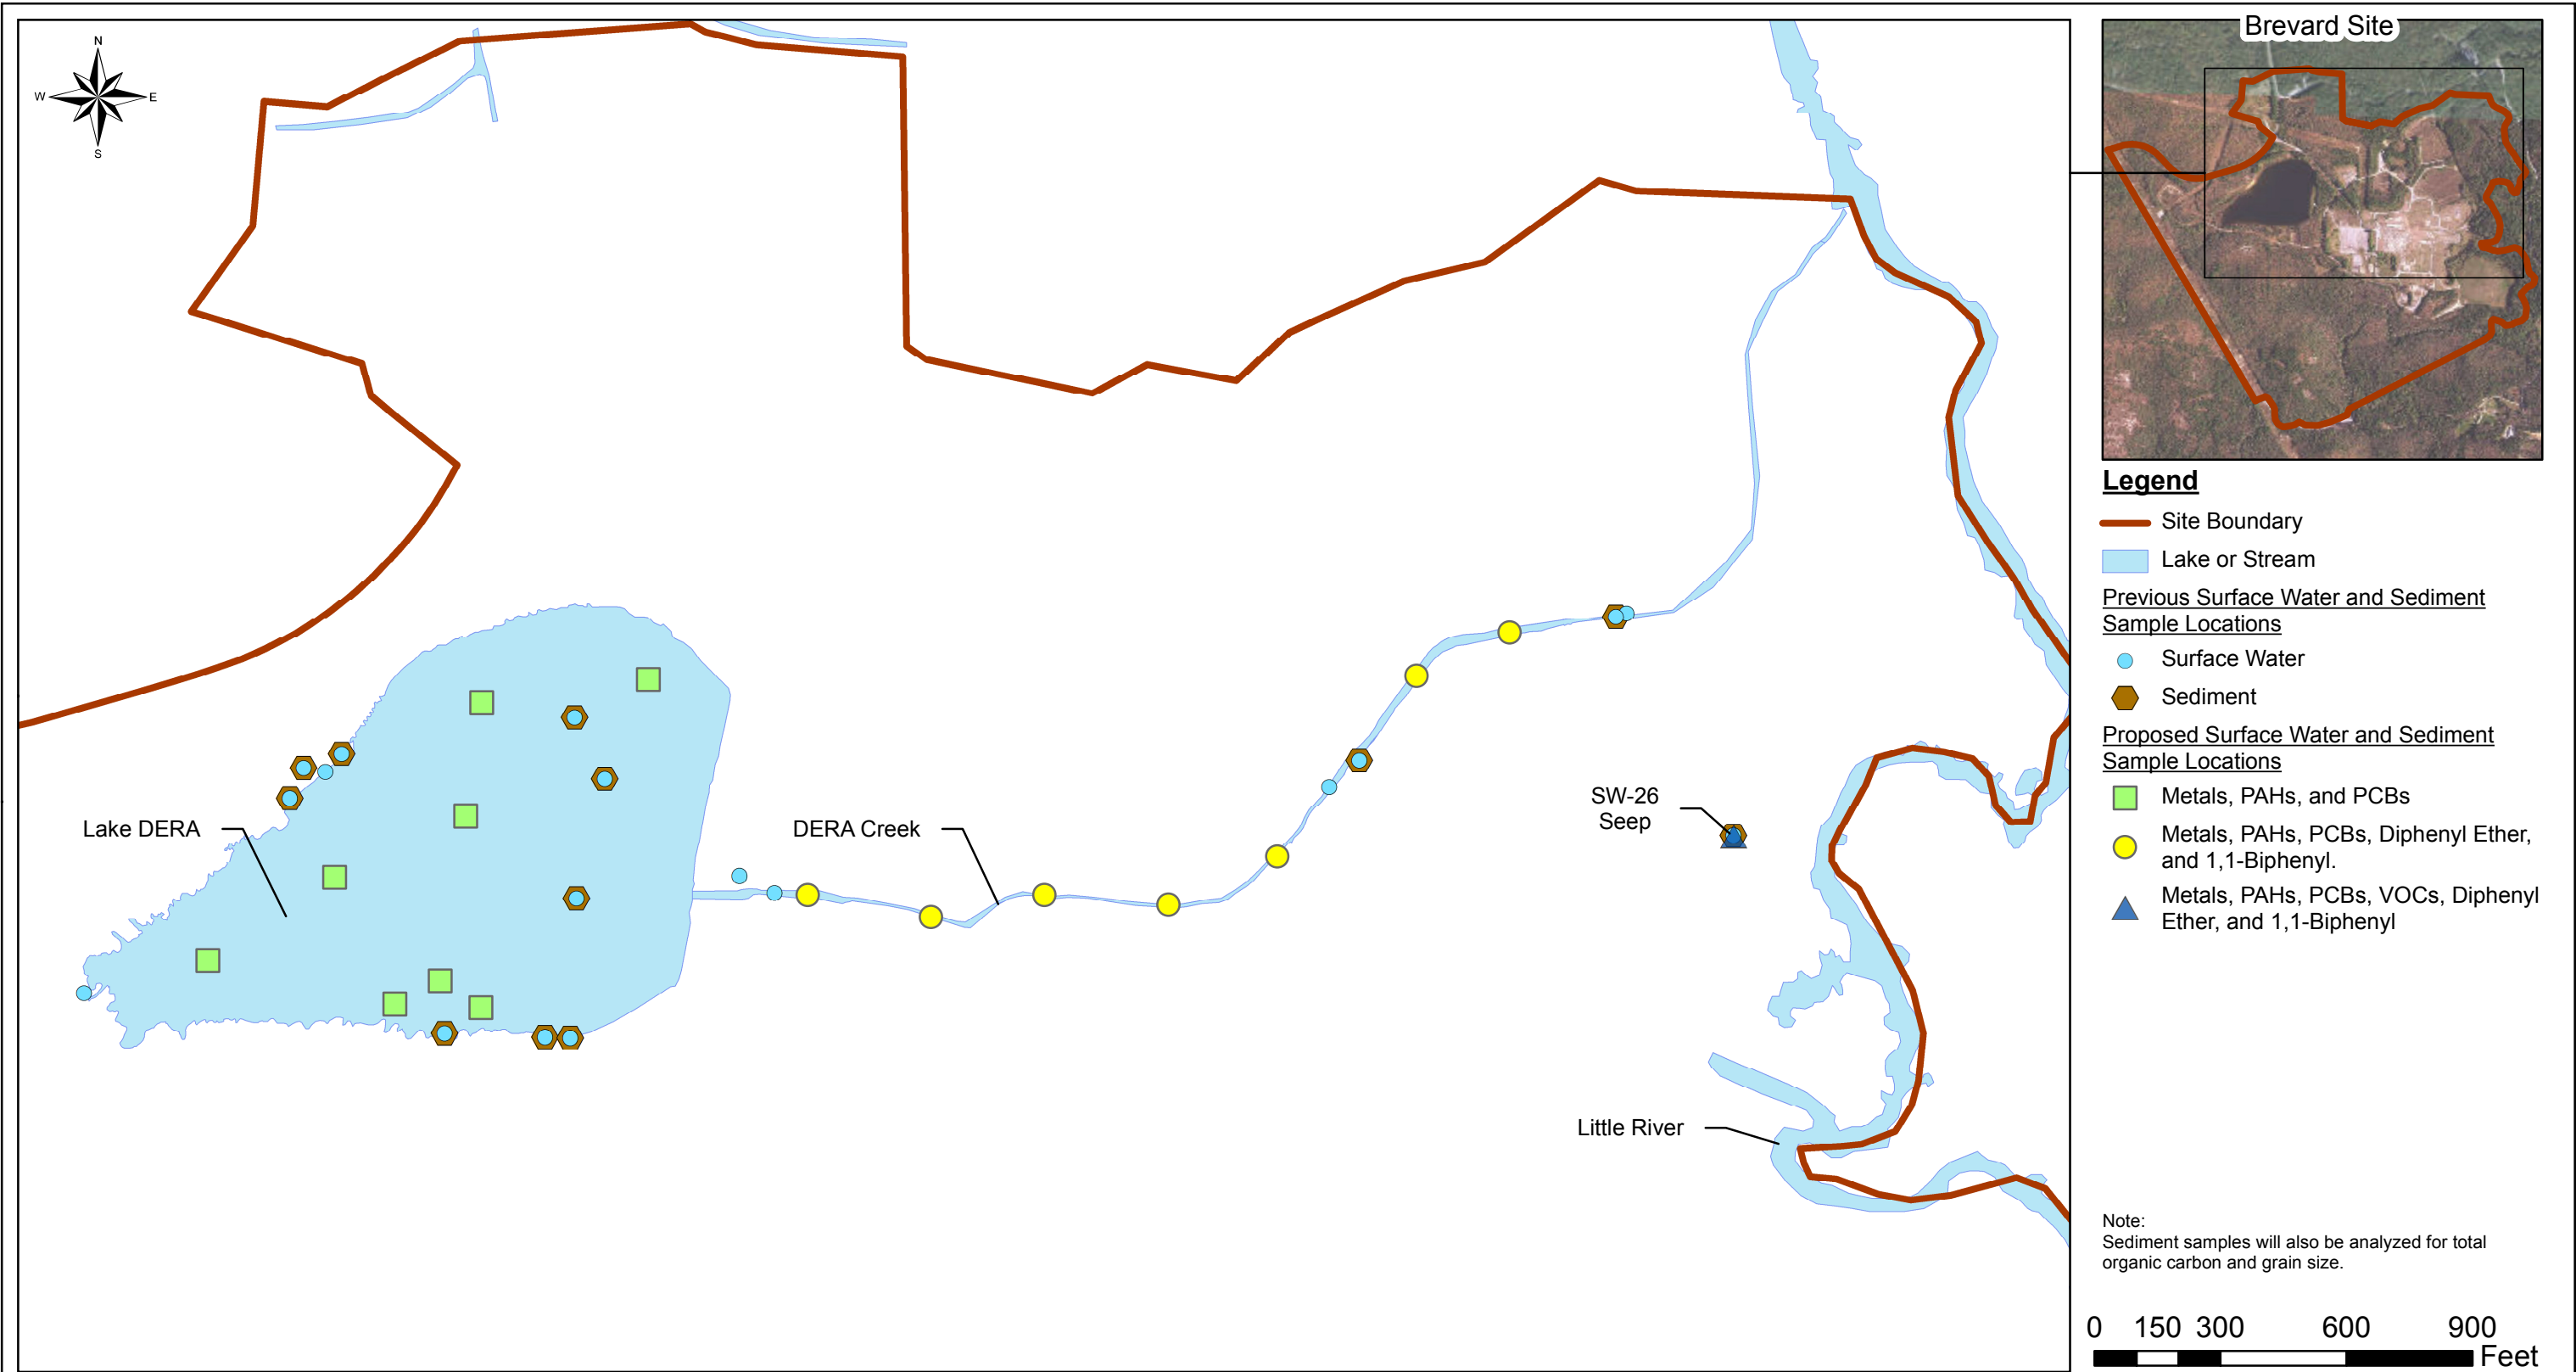 N
W
E
S
Lake DERA
DERA Creek
SW-26
Seep
Little River
Brevard Site
Legend
Site Boundary
Lake or Stream
Previous Surface Water and Sediment
Sample Locations
Surface Water
Sediment
Proposed Surface Water and Sediment
Sample Locations
Metals, PAHs, and PCBs
Metals, PAHs, PCBs, Diphenyl Ether,
and 1,1-Biphenyl.
Metals, PAHs, PCBs, VOCs, Diphenyl
Ether, and 1,1-Biphenyl
Note:
Sediment samples will also be analyzed for total
organic carbon and grain size.
0 150 300 600 900
Feet